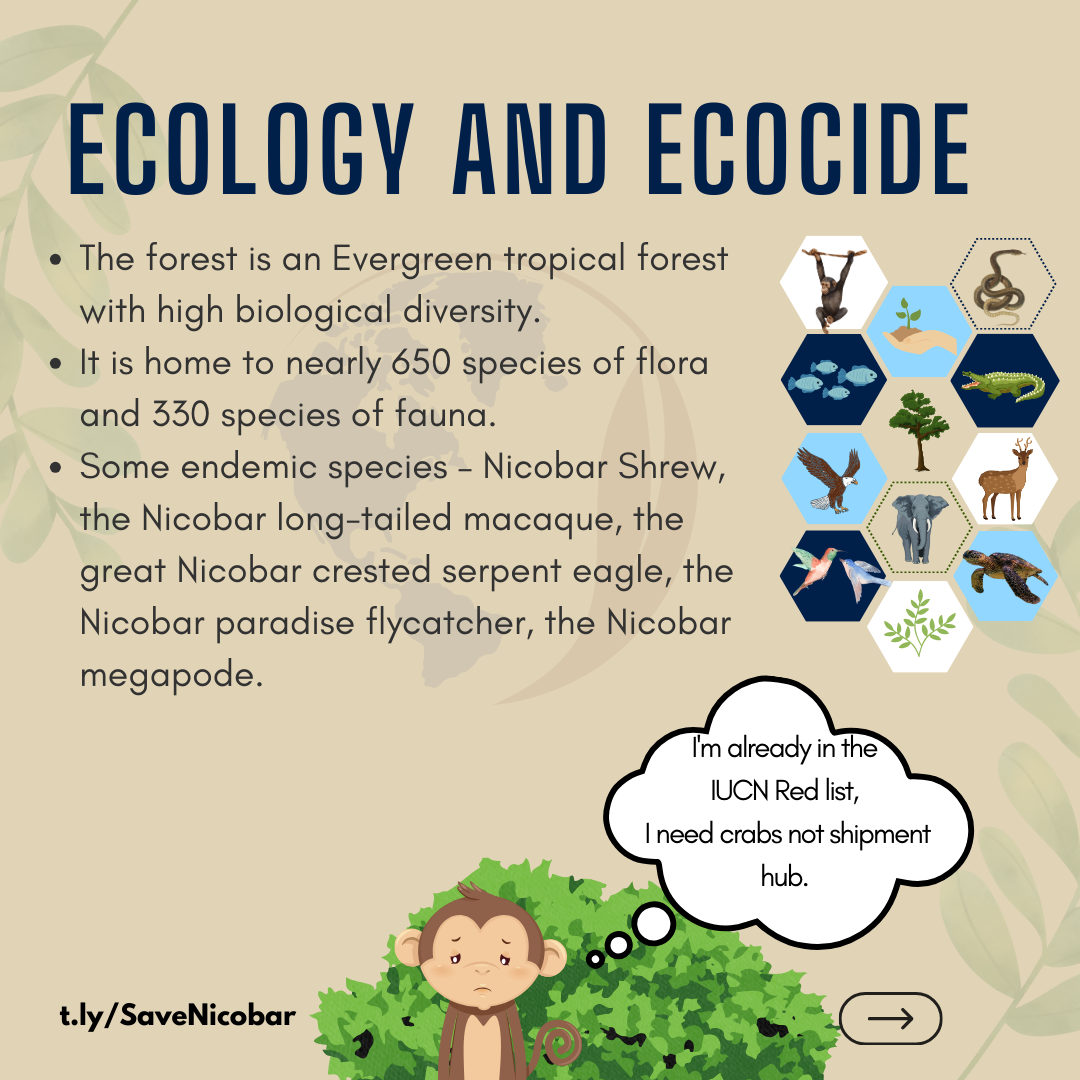 ECOLOGY AND ECOCIDE
• The forest is an Evergreen tropical forest
with high biological diversity.
• It is home to nearly 650 species of flora
and 330 species of fauna.
• Some endemic species – Nicobar Shrew,
the Nicobar long-tailed macaque, the
great Nicobar crested serpent eagle, the
Nicobar paradise flycatcher, the Nicobar
megapode.
I'm already in the
IUCN Red list,
I need crabs not shipment
hub.
t.ly/SaveNicobar